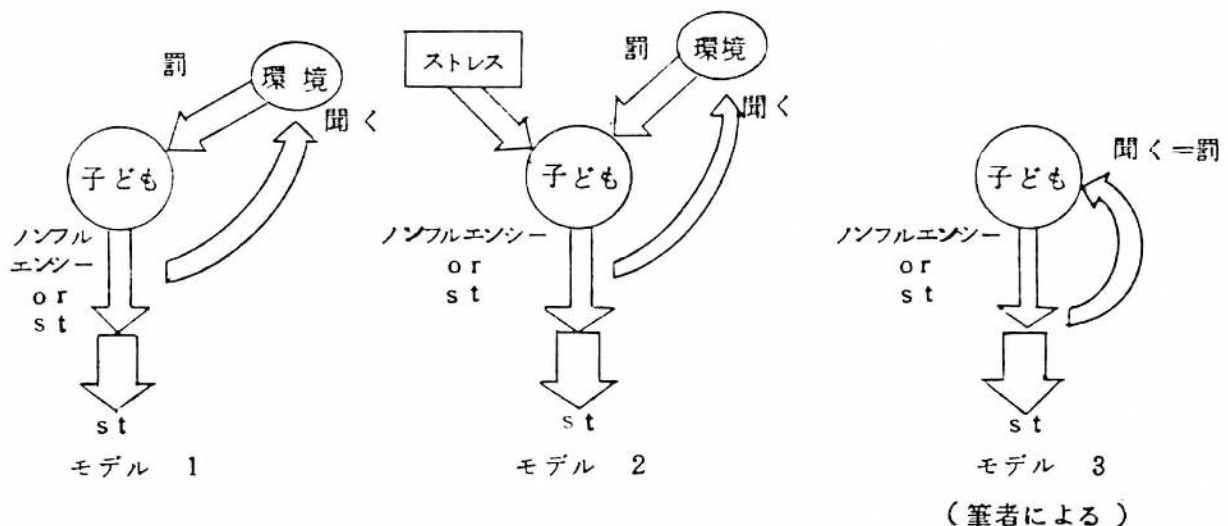 罰
環境
聞く
子ども
ノンフル
エンシー
or
st
st
モデル 1
ストレス
罰
環境
聞く
子ども
ノンフルエンシー
or
st
st
モデル 2
聞く=罰
子ども
ノンフルエンシー
or
st
st
モデル 3
(筆者による)